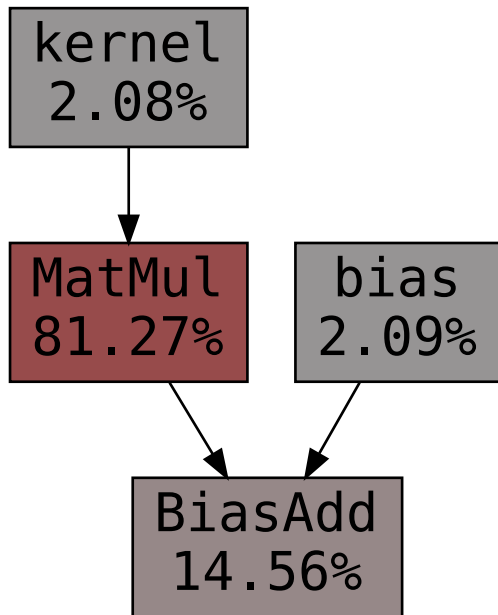 kernel
2.08%
MatMul
81.27%
bias
2.09%
BiasAdd
14.56%